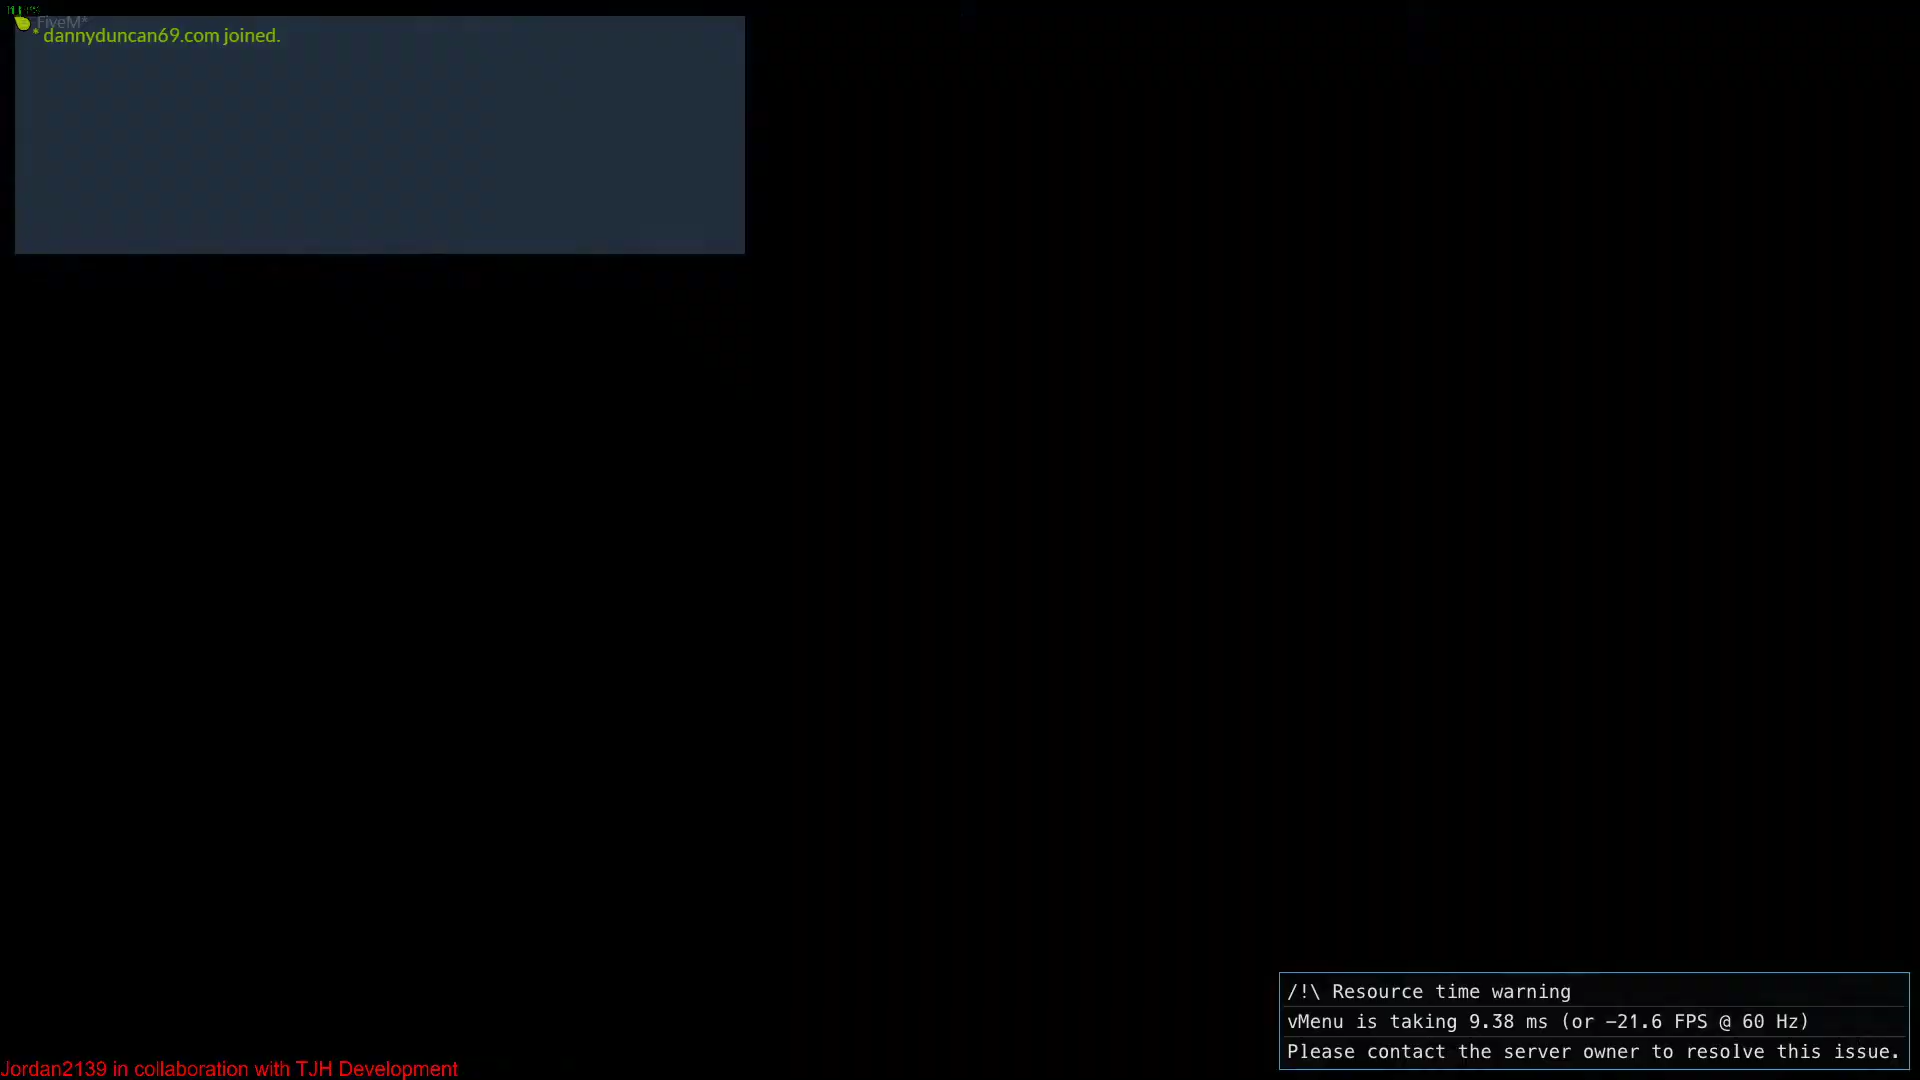 FiveM*
* dannyduncan69.com joined.
/!\ Resource time warning
vMenu is taking 9.38 ms (or -21.6 FPS @ 60 Hz)
Please contact the server owner to resolve this issue.
Jordan2139 in collaboration with TJH Development